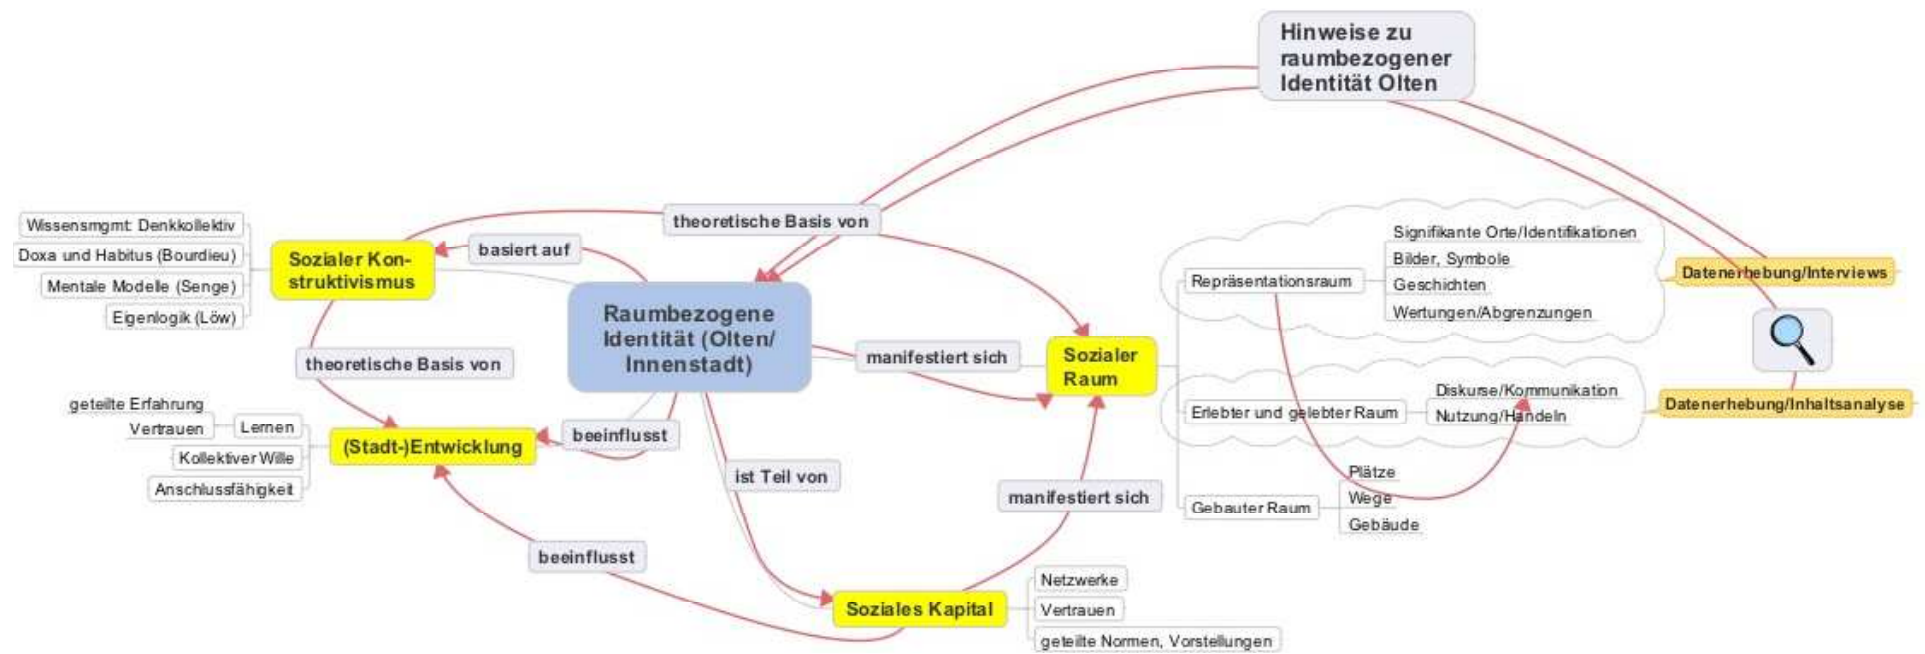 Hinweise zu
raumbezogener
Identität Olten
theoretische Basis von
basiert auf
Wissensmgmt: Denkkollektiv
Doxa und Habitus (Bourdieu)
Mentale Modelle (Senge)
Eigenlogik (Löw)
Sozialer Kon-
struktivismus
Raumbezogene
Identität (Olten/
Innenstadt)
theoretische Basis von
manifestiert sich
Sozialer
Raum
Repräsentationsraum
Signifikante Orte/Identifikationen
Bilder, Symbole
Geschichten
Wertungen/Abgrenzungen
Datenerhebung/Interviews
Erlebter und gelebter Raum
Diskurse/Kommunikation
Nutzung/Handeln
Datenerhebung/Inhaltsanalyse
Gebauter Raum
Plätze
Wege
Gebäude
geteilte Erfahrung
Vertrauen
Lernen
Kollektiver Wille
Anschlussfähigkeit
(Stadt-)Entwicklung
beeinflusst
ist Teil von
manifestiert sich
beeinflusst
Soziales Kapital
Netzwerke
Vertrauen
geteilte Normen, Vorstellungen